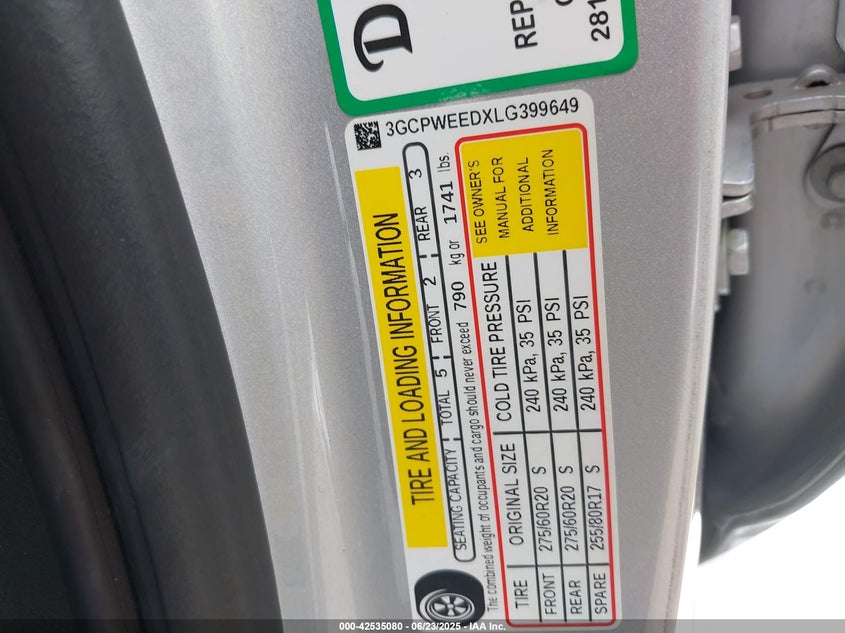 D
REP
281
3GCPWEEDXLG399649
TIRE AND LOADING INFORMATION
SEATING CAPACITY TOTAL 5 FRONT 2 REAR 3
The combined weight of occupants and cargo should never exceed 790 kg or 1741 lbs.
TIRE ORIGINAL SIZE COLD TIRE PRESSURE
FRONT 275/60R20 S 240 kPa, 35 PSI
REAR 275/60R20 S 240 kPa, 35 PSI
SPARE 255/80R17 S 240 kPa, 35 PSI
SEE OWNER'S
MANUAL FOR
ADDITIONAL
INFORMATION
000-42535080 - 06/23/2025 - IAA Inc.